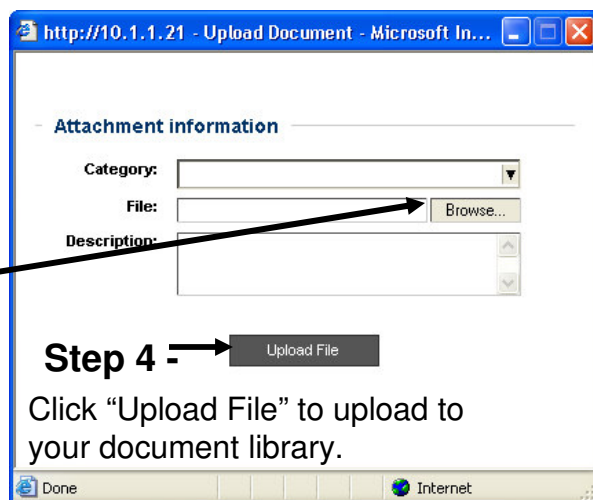 http://10.1.1.21 - Upload Document - Microsoft In...
Attachment information
Category:
File:
Browse...
Description:
Step 4 -
Upload File
Click “Upload File” to upload to
your document library.
Done
Internet